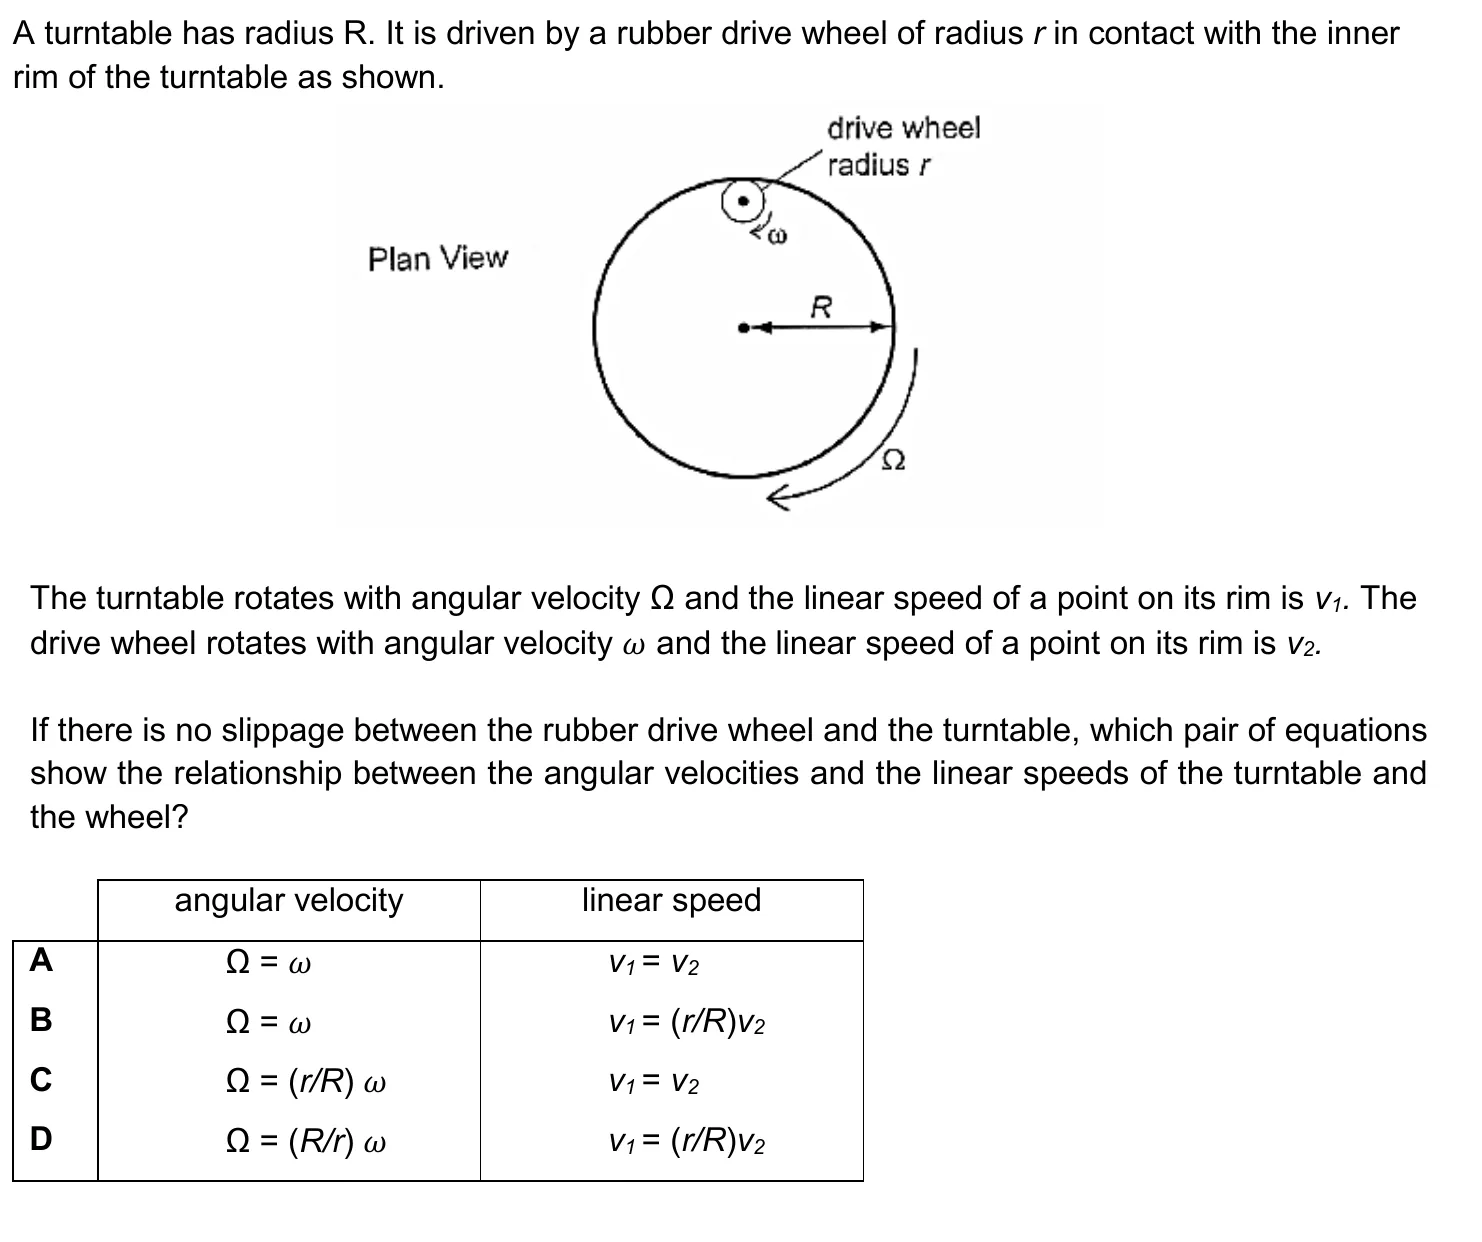 A turntable has radius R. It is driven by a rubber drive wheel of radius r in contact with the inner
rim of the turntable as shown.
drive wheel
radius r
ω
Plan View
R
Ω
The turntable rotates with angular velocity Ω and the linear speed of a point on its rim is v₁. The
drive wheel rotates with angular velocity ω and the linear speed of a point on its rim is v₂.
If there is no slippage between the rubber drive wheel and the turntable, which pair of equations
show the relationship between the angular velocities and the linear speeds of the turntable and
the wheel?
angular velocity linear speed
A Ω = ω v₁ = v₂
B Ω = ω v₁ = (r/R)v₂
C Ω = (r/R) ω v₁ = v₂
D Ω = (R/r) ω v₁ = (r/R)v₂